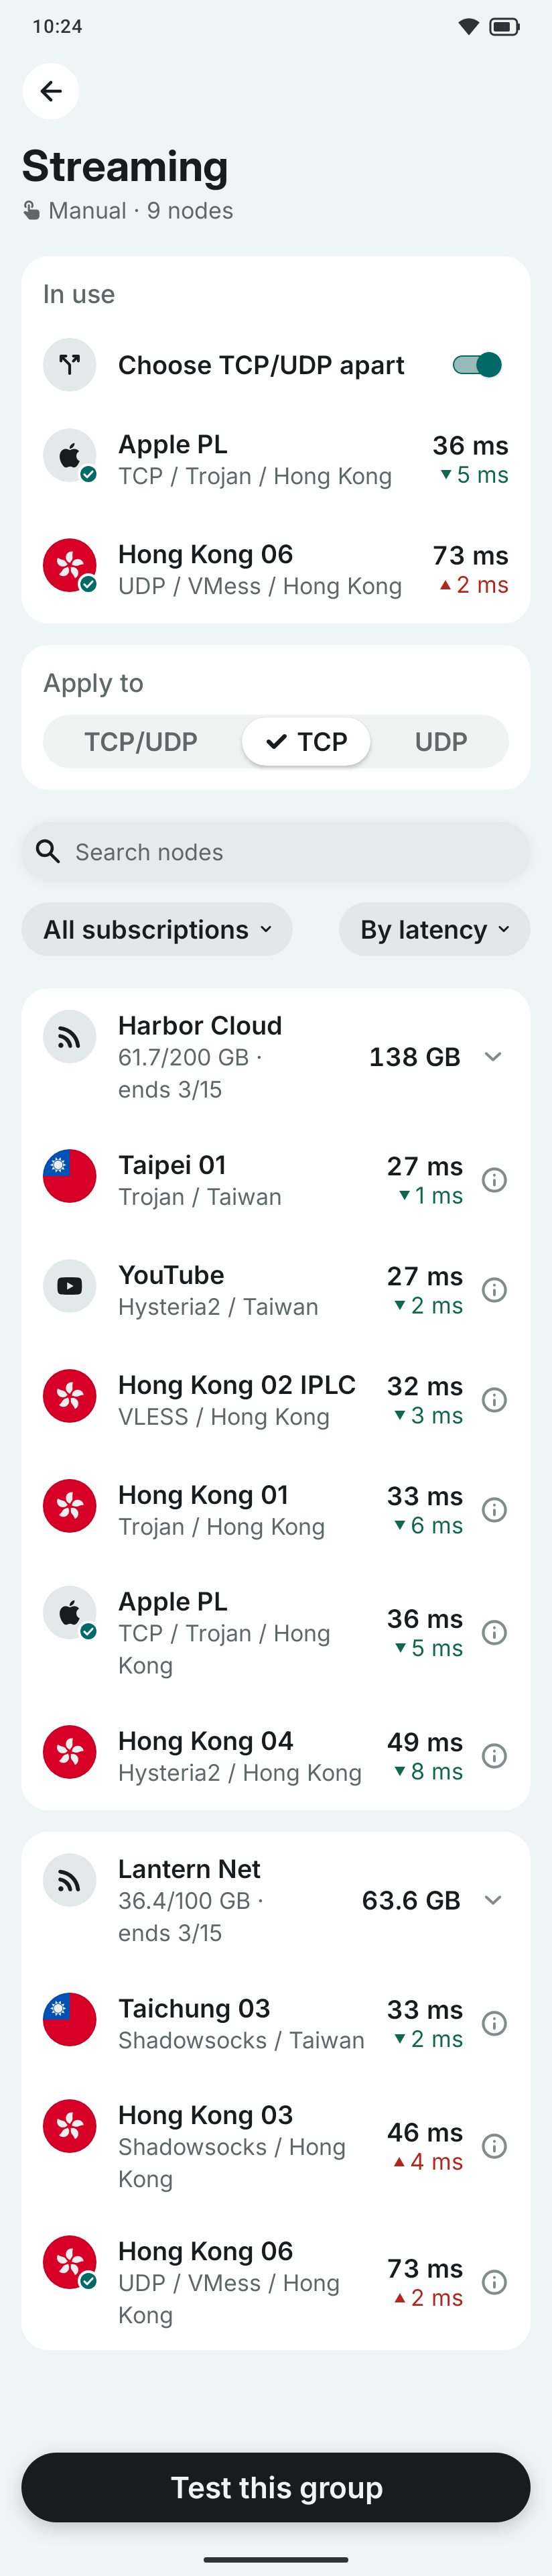 10:24
Streaming
Manual · 9 nodes
In use
Choose TCP/UDP apart
Apple PL
36 ms
TCP / Trojan / Hong Kong
▼5 ms
Hong Kong 06
73 ms
UDP / VMess / Hong Kong
▲2 ms
Apply to
TCP/UDP
TCP
UDP
Search nodes
All subscriptions
By latency
Harbor Cloud
61.7/200 GB ·
ends 3/15
138 GB
Taipei 01
27 ms
Trojan / Taiwan
▼1 ms
YouTube
27 ms
Hysteria2 / Taiwan
▼2 ms
Hong Kong 02 IPLC
32 ms
VLESS / Hong Kong
▼3 ms
Hong Kong 01
33 ms
Trojan / Hong Kong
▼6 ms
Apple PL
36 ms
TCP / Trojan / Hong
Kong
▼5 ms
Hong Kong 04
49 ms
Hysteria2 / Hong Kong
▼8 ms
Lantern Net
36.4/100 GB ·
ends 3/15
63.6 GB
Taichung 03
33 ms
Shadowsocks / Taiwan
▼2 ms
Hong Kong 03
46 ms
Shadowsocks / Hong
Kong
▲4 ms
Hong Kong 06
73 ms
UDP / VMess / Hong
Kong
▲2 ms
Test this group